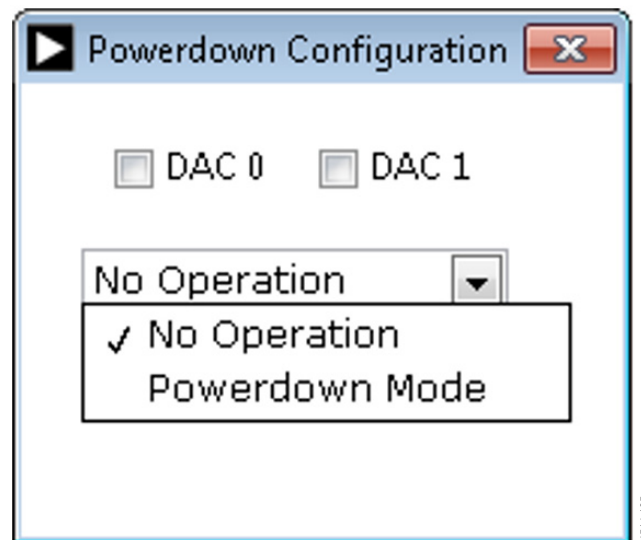 Powerdown Configuration
DAC 0 DAC 1
No Operation
✓ No Operation
Powerdown Mode